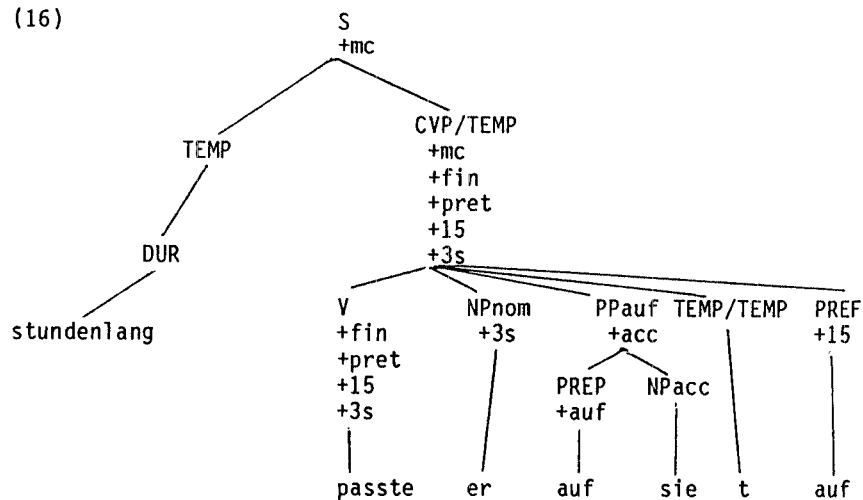 (16)
S
+mc
TEMP
CVP/TEMP
+mc
+fin
+pret
+15
+3s
DUR
stundenlang
V
+fin
+pret
+15
+3s
NPnom
+3s
PPauf
+acc
TEMP/TEMP
PREF
+15
PREP
+auf
NPacc
passte er auf sie t auf